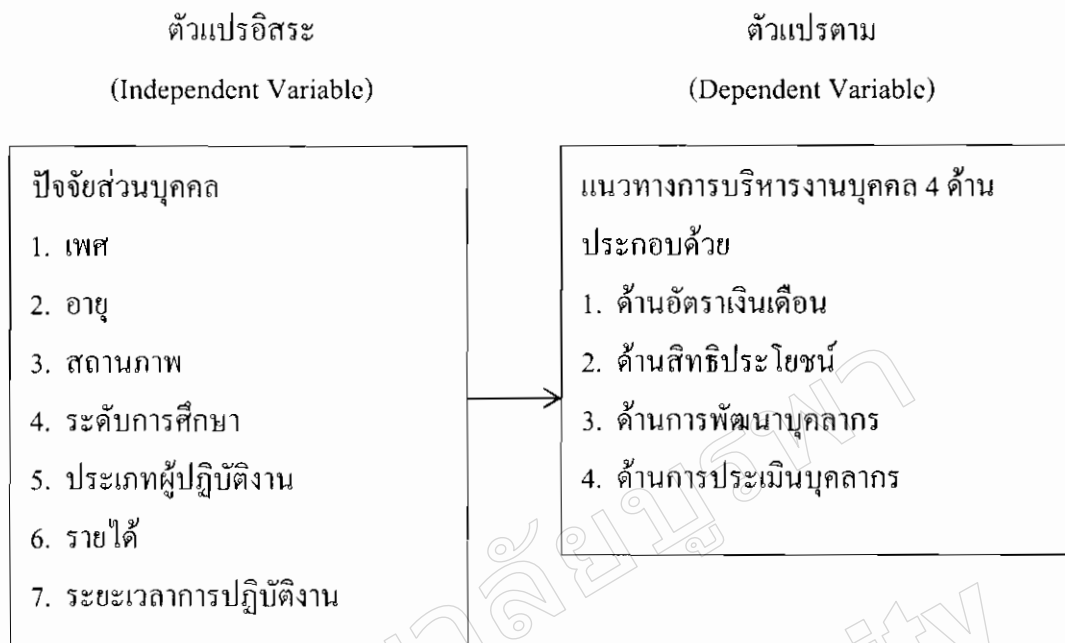 ตัวแปรอิสระ
(Independent Variable)
ปัจจัยส่วนบุคคล
1. เพศ
2. อายุ
3. สถานภาพ
4. ระดับการศึกษา
5. ประเภทผู้ปฏิบัติงาน
6. รายได้
7. ระยะเวลาการปฏิบัติงาน
ตัวแปรตาม
(Dependent Variable)
แนวทางการบริหารงานบุคคล 4 ด้าน
ประกอบด้วย
1. ด้านอัตราเงินเดือน
2. ด้านสิทธิประโยชน์
3. ด้านการพัฒนาบุคลากร
4. ด้านการประเมินบุคลากร